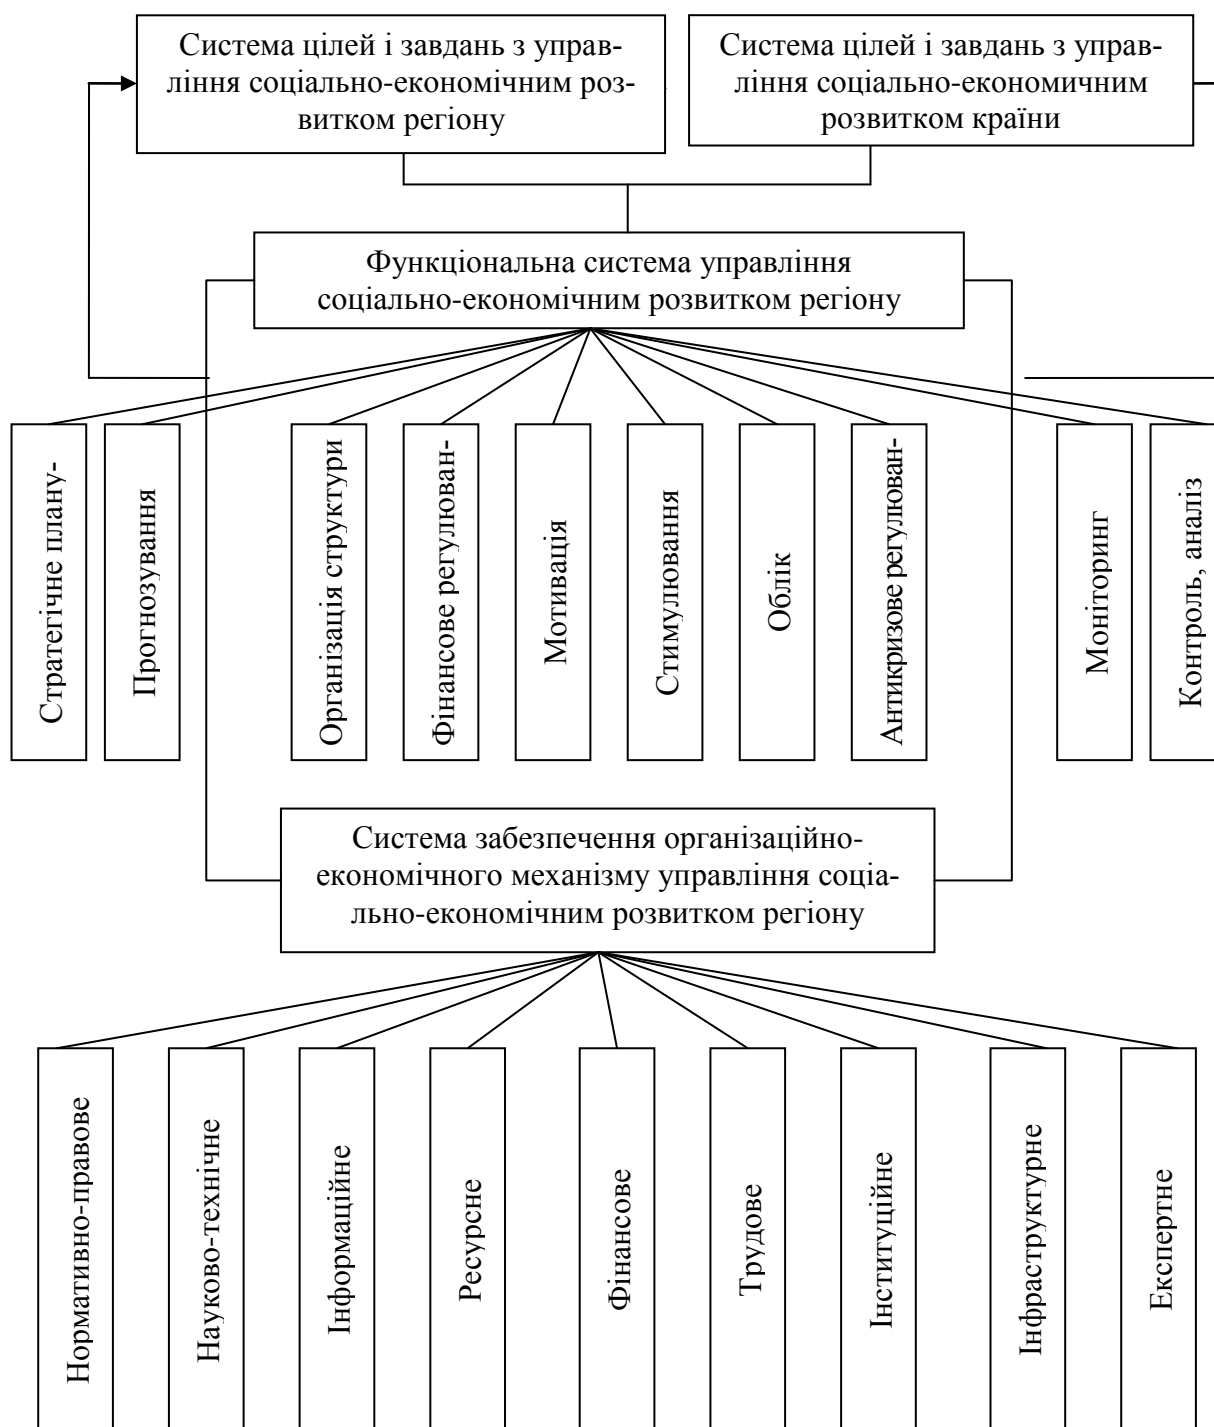 Система цілей і завдань з управ-
ління соціально-економічним роз-
витком регіону
Система цілей і завдань з управ-
ління соціально-економичним
розвитком країни
Функціональна система управління
соціально-економічним розвитком регіону
Стратегічне плану-
Прогнозування
Організація структури
Фінансове регулюван-
Мотивація
Стимулювання
Облік
Антикризове регулюван-
Моніторинг
Контроль, аналіз
Система забезпечення організаційно-
економічного механізму управління соціа-
льно-економічним розвитком регіону
Нормативно-правове
Науково-технічне
Інформаційне
Ресурсне
Фінансове
Трудове
Інституційне
Інфраструктурне
Експертне